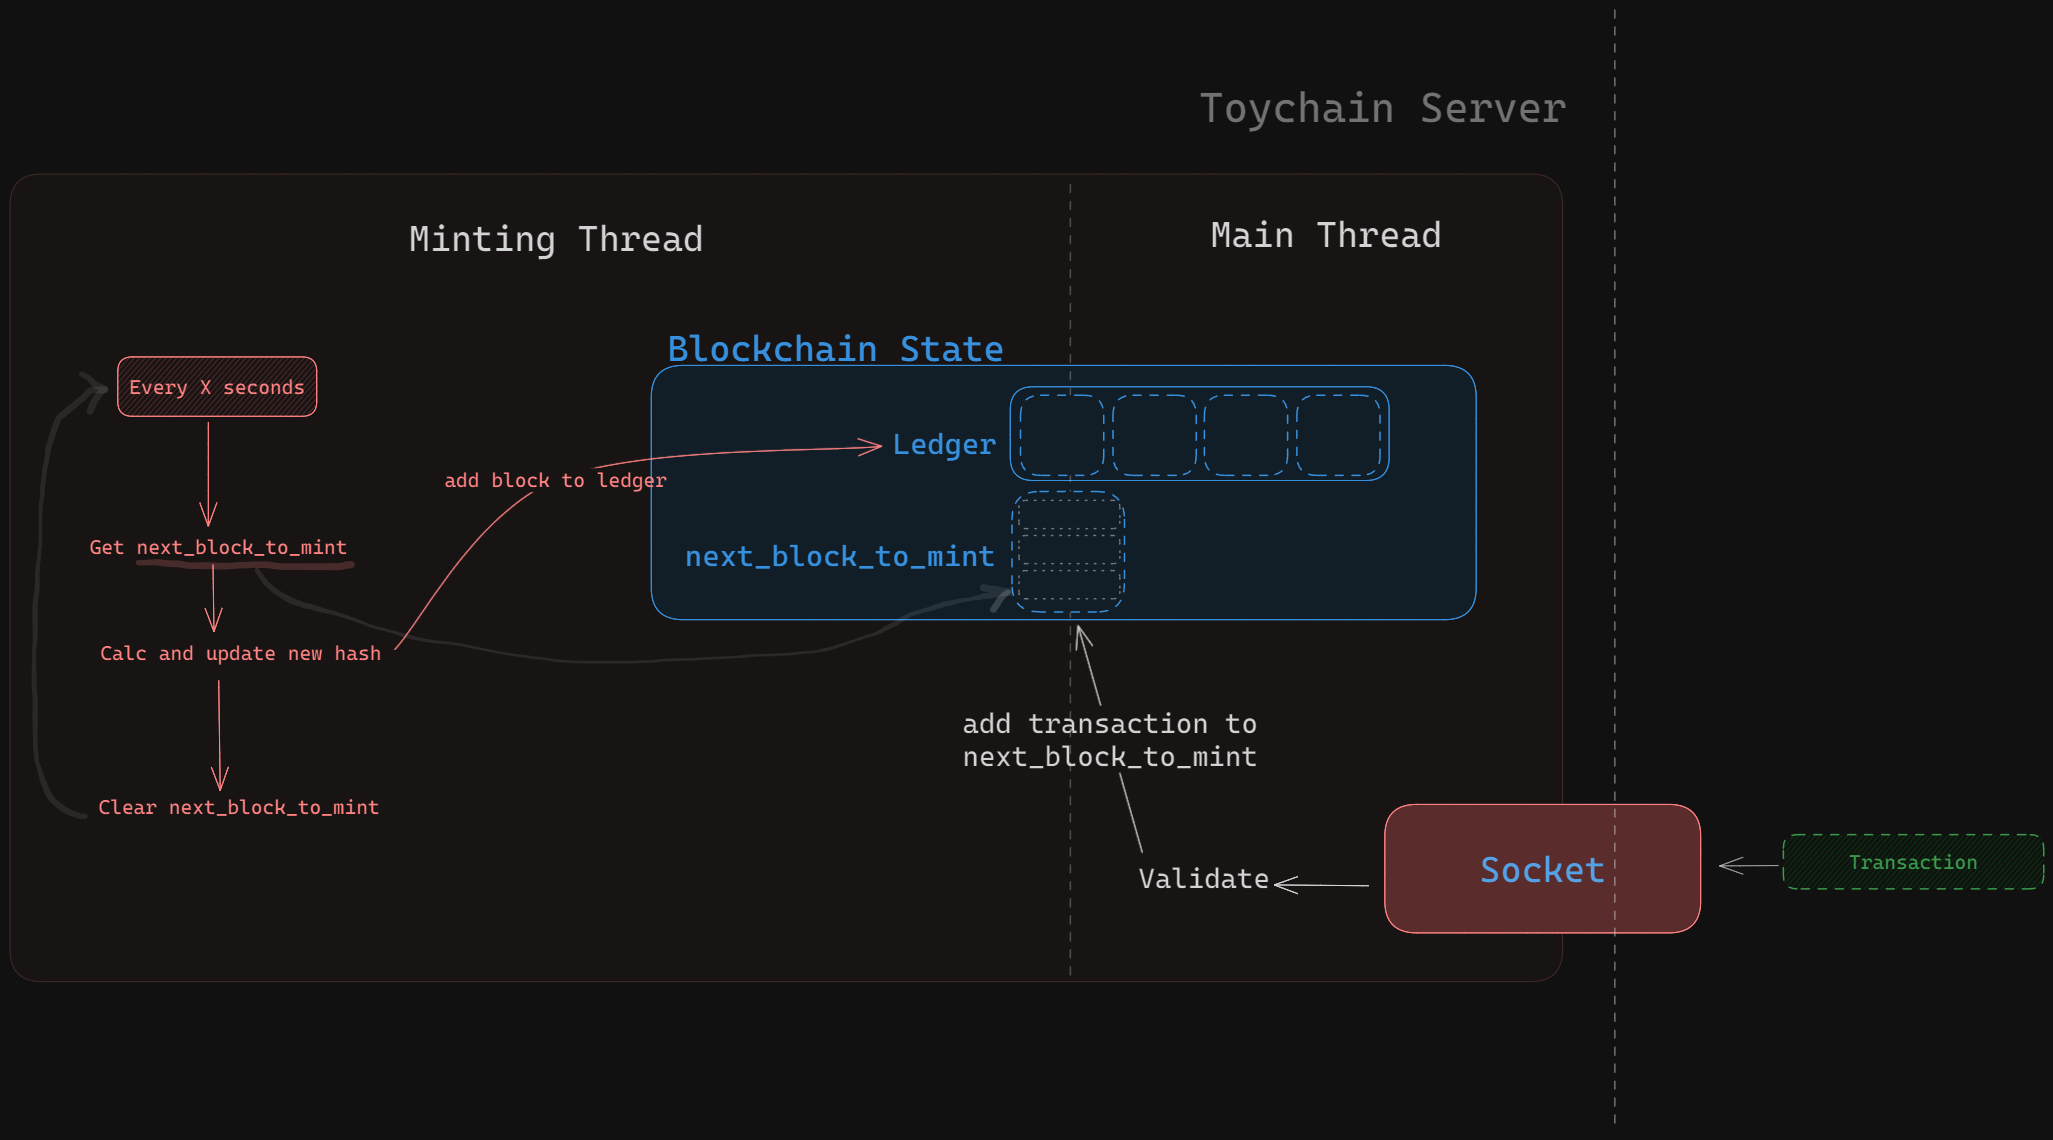 Toychain Server
Minting Thread
Main Thread
Blockchain State
Every X seconds
Ledger
add block to ledger
Get next_block_to_mint
next_block_to_mint
Calc and update new hash
add transaction to
next_block_to_mint
Clear next_block_to_mint
Validate
Socket
Transaction